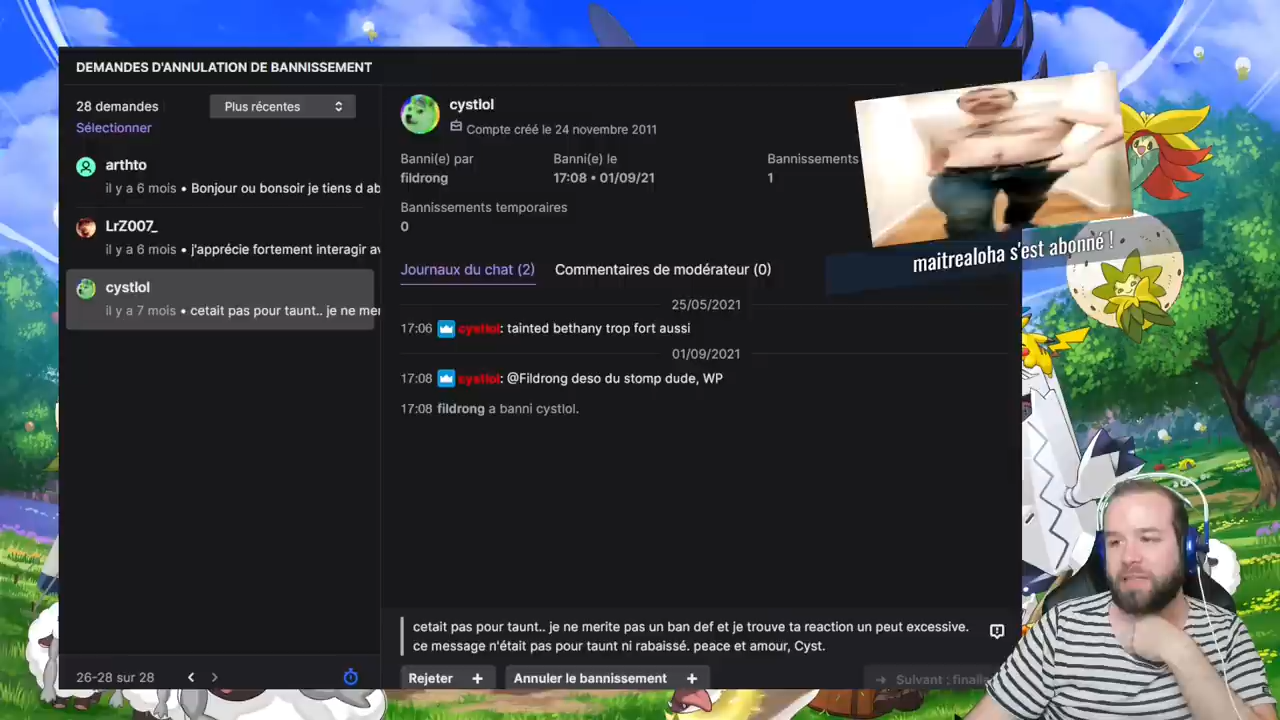 DEMANDES D'ANNULATION DE BANNISSEMENT
28 demandes
Plus récentes
Sélectionner
arthto
il y a 6 mois • Bonjour ou bonsoir je tiens d ab
LrZ007_
il y a 6 mois • j'apprécie fortement interagir av
cystlol
il y a 7 mois • cetait pas pour taunt.. je ne mer
26-28 sur 28
cystlol
Compte créé le 24 novembre 2011
Banni(e) par
fildrong
Banni(e) le
17:08 • 01/09/21
Bannissements
1
Bannissements temporaires
0
maitrealoha s'est abonné !
Journaux du chat (2)
Commentaires de modérateur (0)
25/05/2021
17:06 cystlol: tainted bethany trop fort aussi
01/09/2021
17:08 cystlol: @Fildrong deso du stomp dude, WP
17:08 fildrong a banni cystlol.
cetait pas pour taunt.. je ne merite pas un ban def et je trouve ta reaction un peut excessive.
ce message n'était pas pour taunt ni rabaissé. peace et amour, Cyst.
Rejeter +
Annuler le bannissement +
→ Suivant : finale